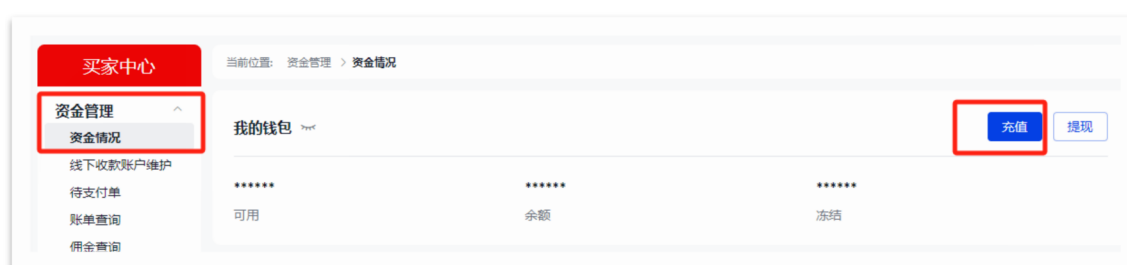 买家中心
当前位置: 资金管理 > 资金情况
资金管理
资金情况
线下收款账户维护
待支付单
账单查询
佣金查询
我的钱包
充值
提现
****** ****** ******
可用 余额 冻结